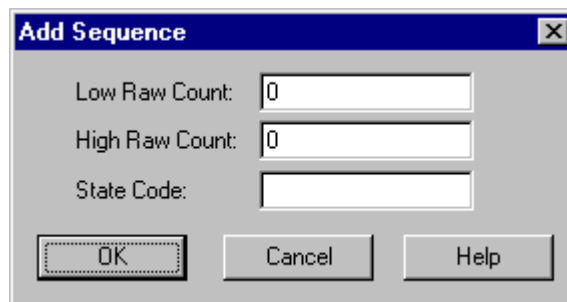 Add Sequence
Low Raw Count: 0
High Raw Count: 0
State Code:
OK Cancel Help